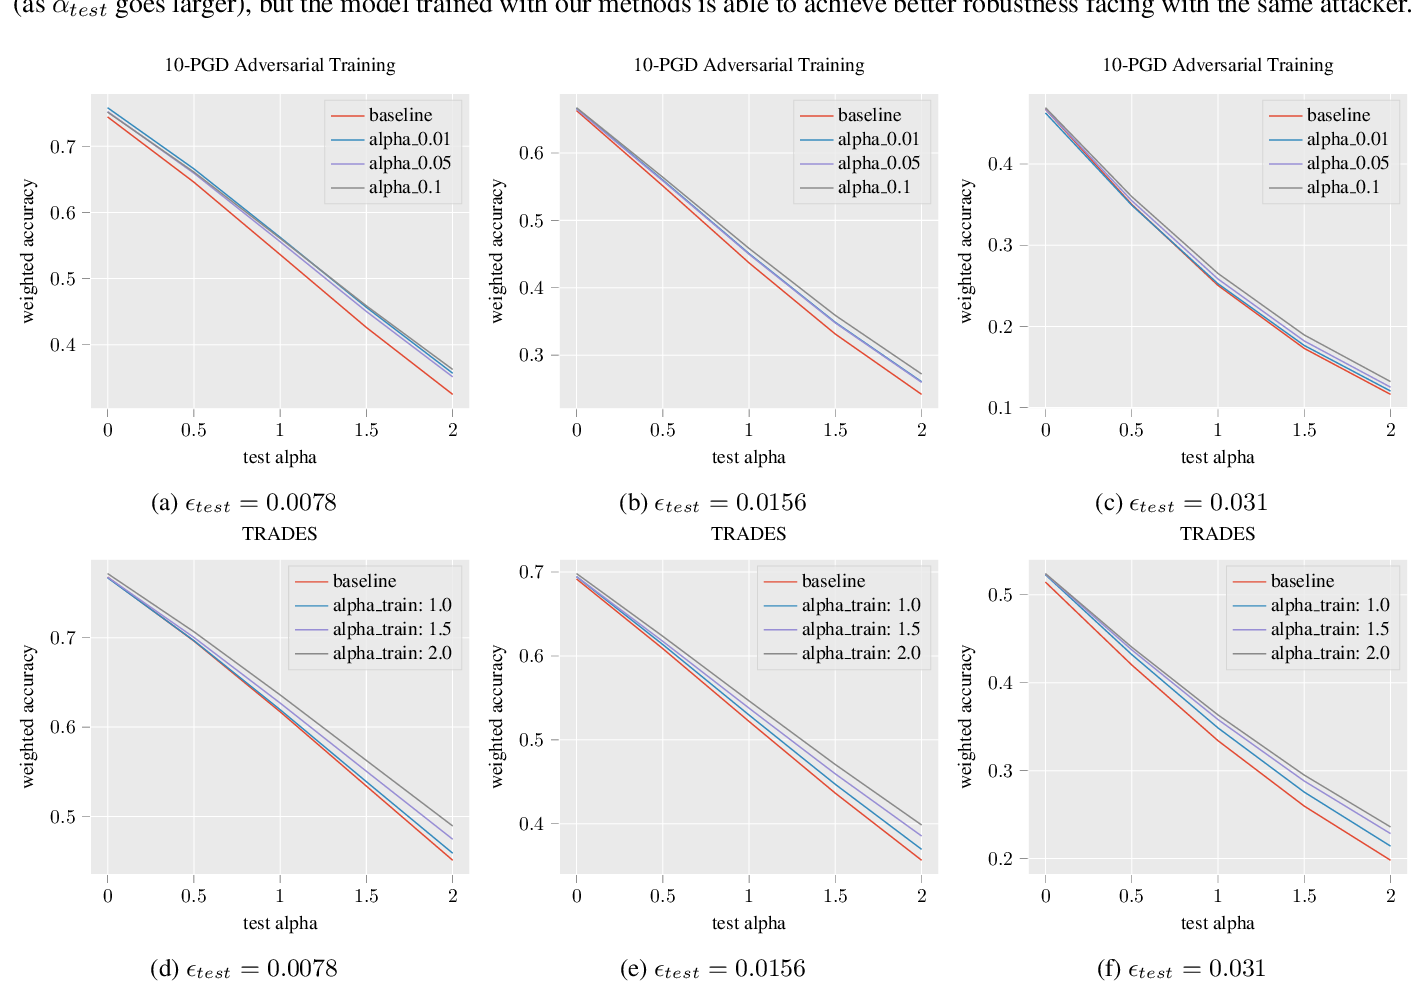 (as α_test goes larger), but the model trained with our methods is able to achieve better robustness facing with the same attacker.
10-PGD Adversarial Training
weighted accuracy
0.7
0.6
0.5
0.4
baseline
alpha_0.01
alpha_0.05
alpha_0.1
0 0.5 1 1.5 2
test alpha
(a) ϵ_test = 0.0078
10-PGD Adversarial Training
weighted accuracy
0.6
0.5
0.4
0.3
baseline
alpha_0.01
alpha_0.05
alpha_0.1
0 0.5 1 1.5 2
test alpha
(b) ϵ_test = 0.0156
10-PGD Adversarial Training
weighted accuracy
0.4
0.3
0.2
0.1
baseline
alpha_0.01
alpha_0.05
alpha_0.1
0 0.5 1 1.5 2
test alpha
(c) ϵ_test = 0.031
TRADES
weighted accuracy
0.7
0.6
0.5
baseline
alpha_train: 1.0
alpha_train: 1.5
alpha_train: 2.0
0 0.5 1 1.5 2
test alpha
(d) ϵ_test = 0.0078
TRADES
weighted accuracy
0.7
0.6
0.5
0.4
baseline
alpha_train: 1.0
alpha_train: 1.5
alpha_train: 2.0
0 0.5 1 1.5 2
test alpha
(e) ϵ_test = 0.0156
TRADES
weighted accuracy
0.5
0.4
0.3
0.2
baseline
alpha_train: 1.0
alpha_train: 1.5
alpha_train: 2.0
0 0.5 1 1.5 2
test alpha
(f) ϵ_test = 0.031